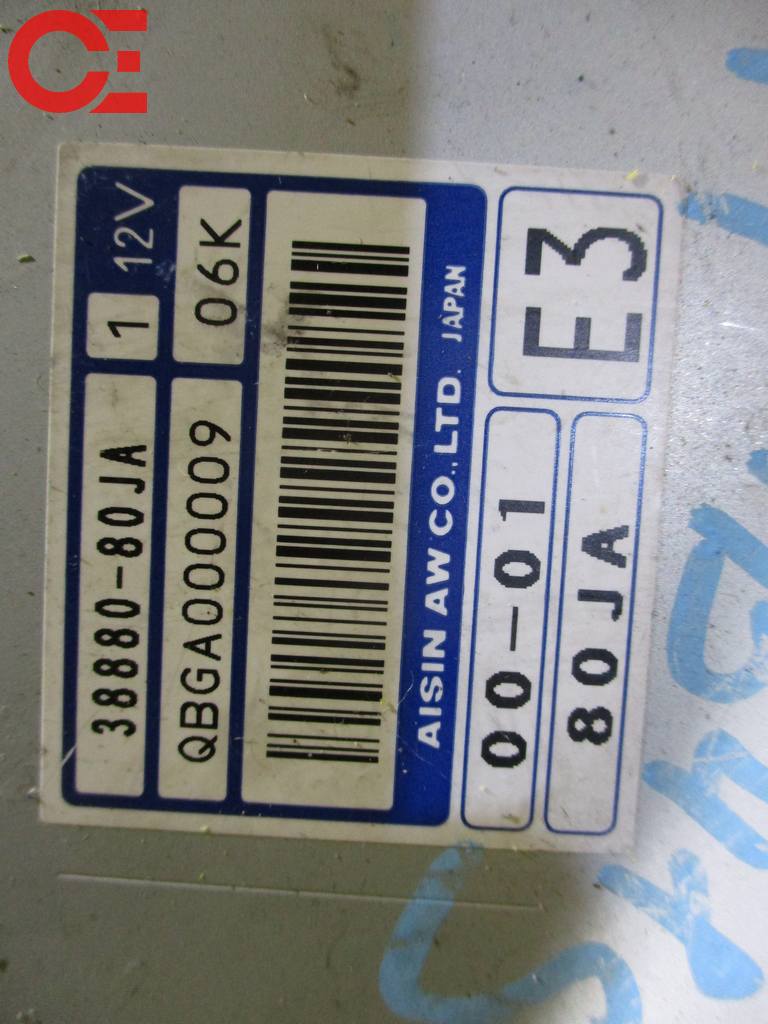 38880-80JA 1 12V
QBGA000009 06K
AISIN AW CO.,LTD. JAPAN
00-01
80JA
E3